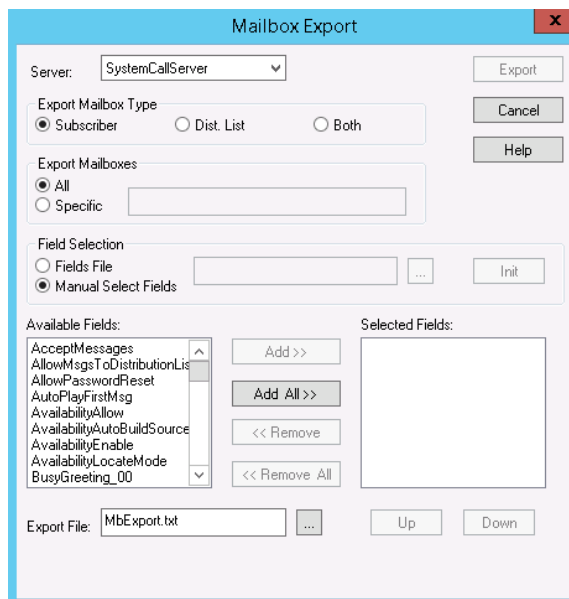 Mailbox Export
x
Server: SystemCallServer Export
Export Mailbox Type
Subscriber Dist. List Both
Cancel
Help
Export Mailboxes
All
Specific
Field Selection
Fields File
... Init
Manual Select Fields
Available Fields: Selected Fields:
AcceptMessages
AllowMsgsToDistributionLis
AllowPasswordReset
AutoPlayFirstMsg
AvailabilityAllow
AvailabilityAutoBuildSource
AvailabilityEnable
AvailabilityLocateMode
BusyGreeting_00
Add >>
Add All >>
<< Remove
<< Remove All
Export File: MbExport.txt ... Up Down